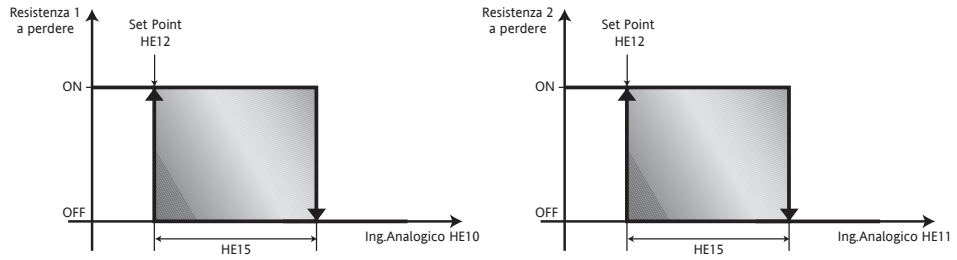 Resistenza 1
a perdere
Set Point
HE12
ON
OFF
HE15
Ing.Analogico HE10
Resistenza 2
a perdere
Set Point
HE12
ON
OFF
HE15
Ing.Analogico HE11